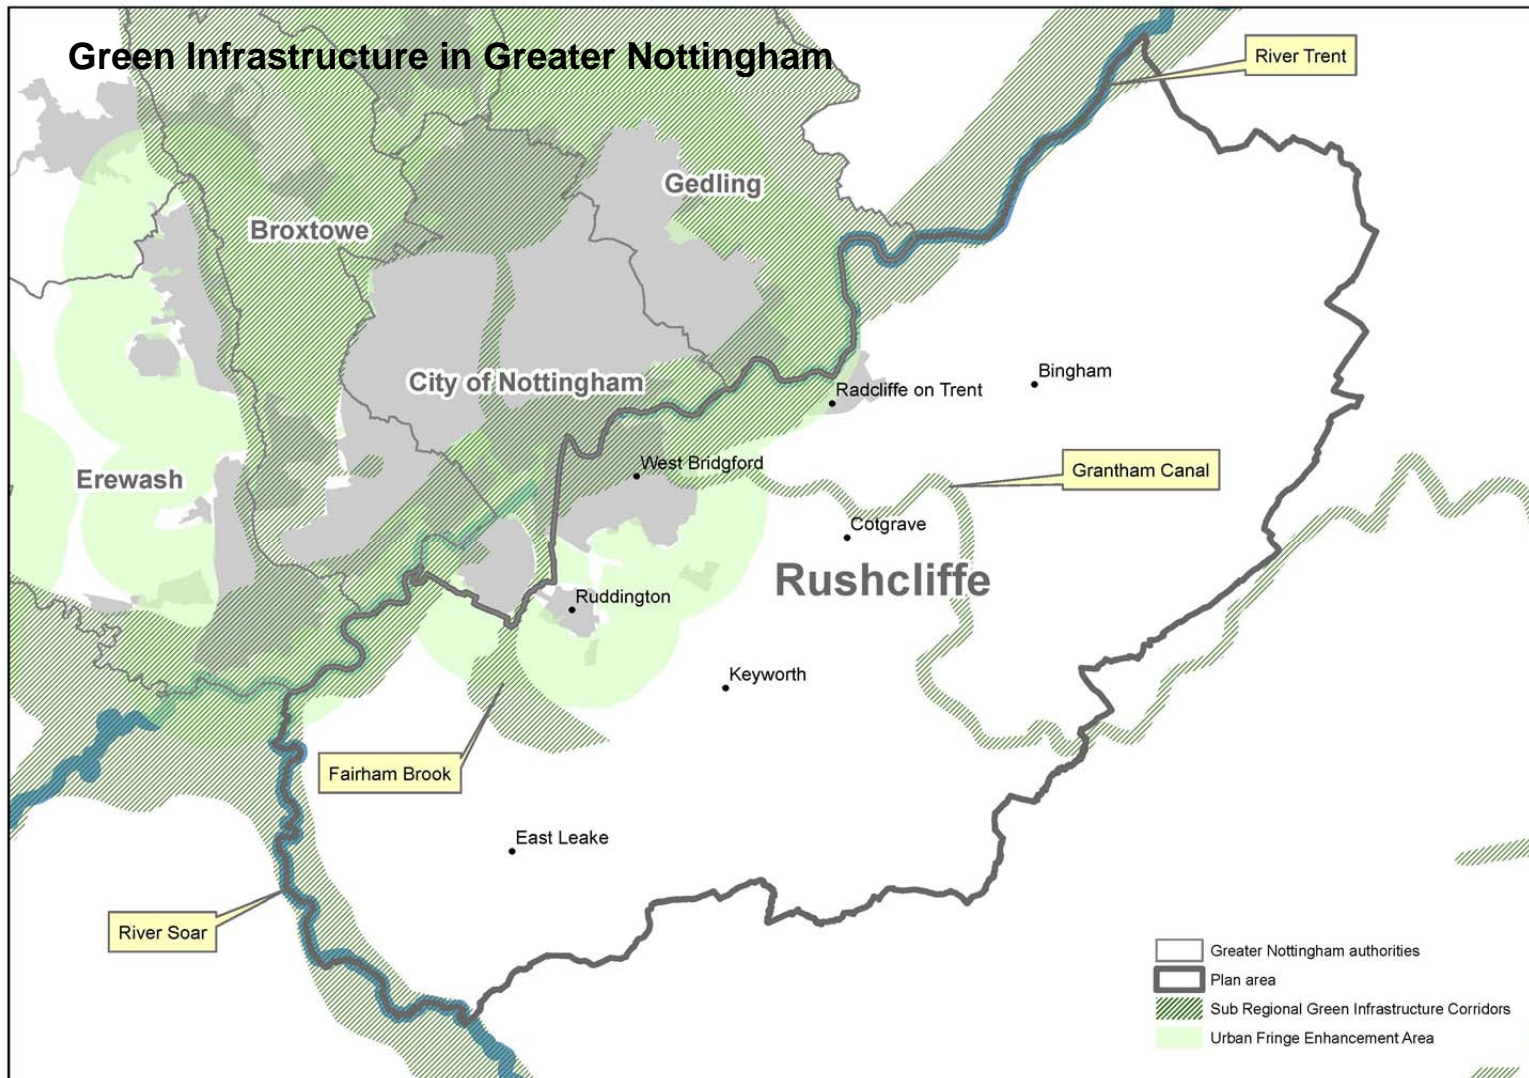 Green Infrastructure in Greater Nottingham
River Trent
Gedling
Broxtowe
Bingham
City of Nottingham
Radcliffe on Trent
West Bridgford
Grantham Canal
Erewash
Cotgrave
Rushcliffe
Ruddington
Keyworth
Fairham Brook
East Leake
River Soar
Greater Nottingham authorities
Plan area
Sub Regional Green Infrastructure Corridors
Urban Fringe Enhancement Area